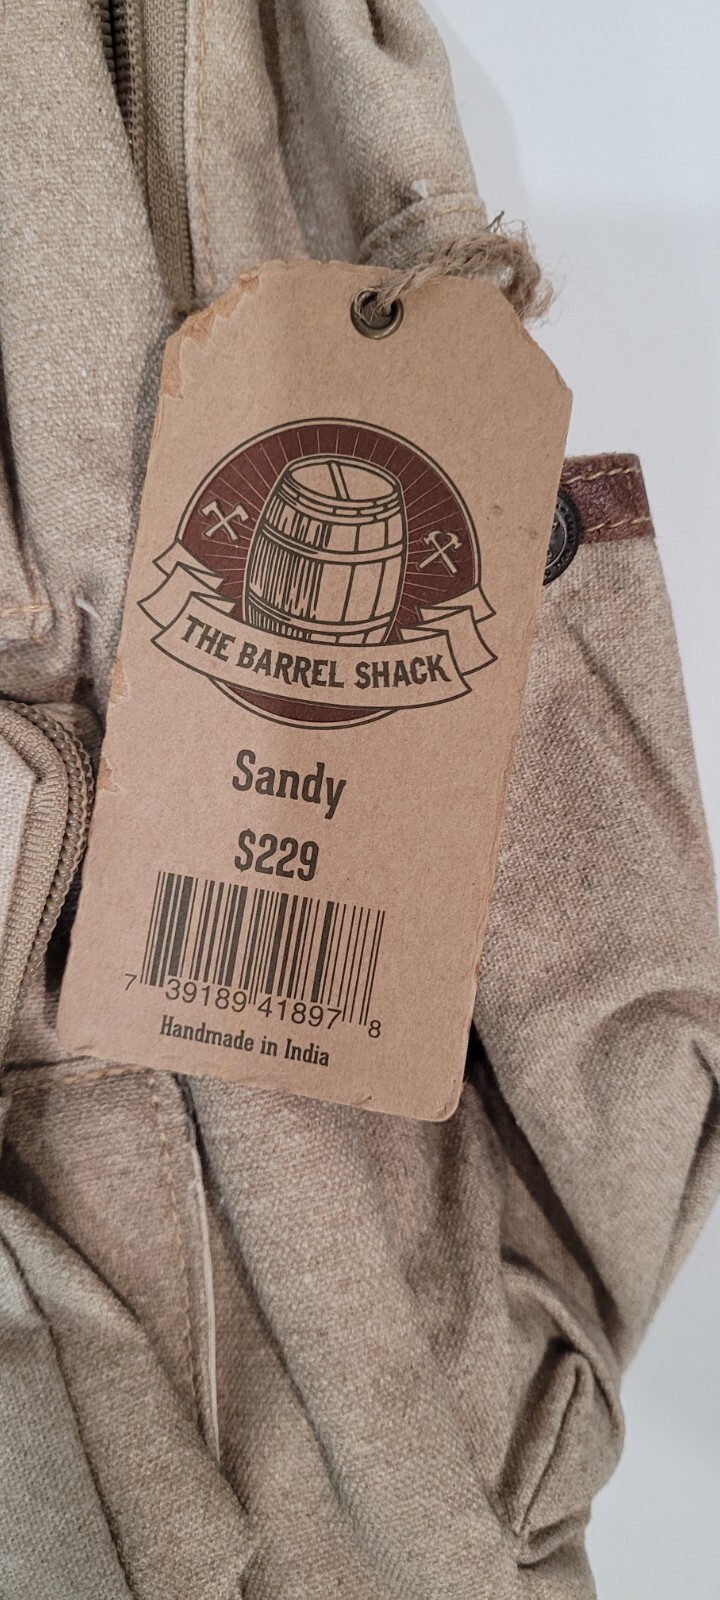 THE BARREL SHACK
Sandy
$229
7 39189 41897 8
Handmade in India